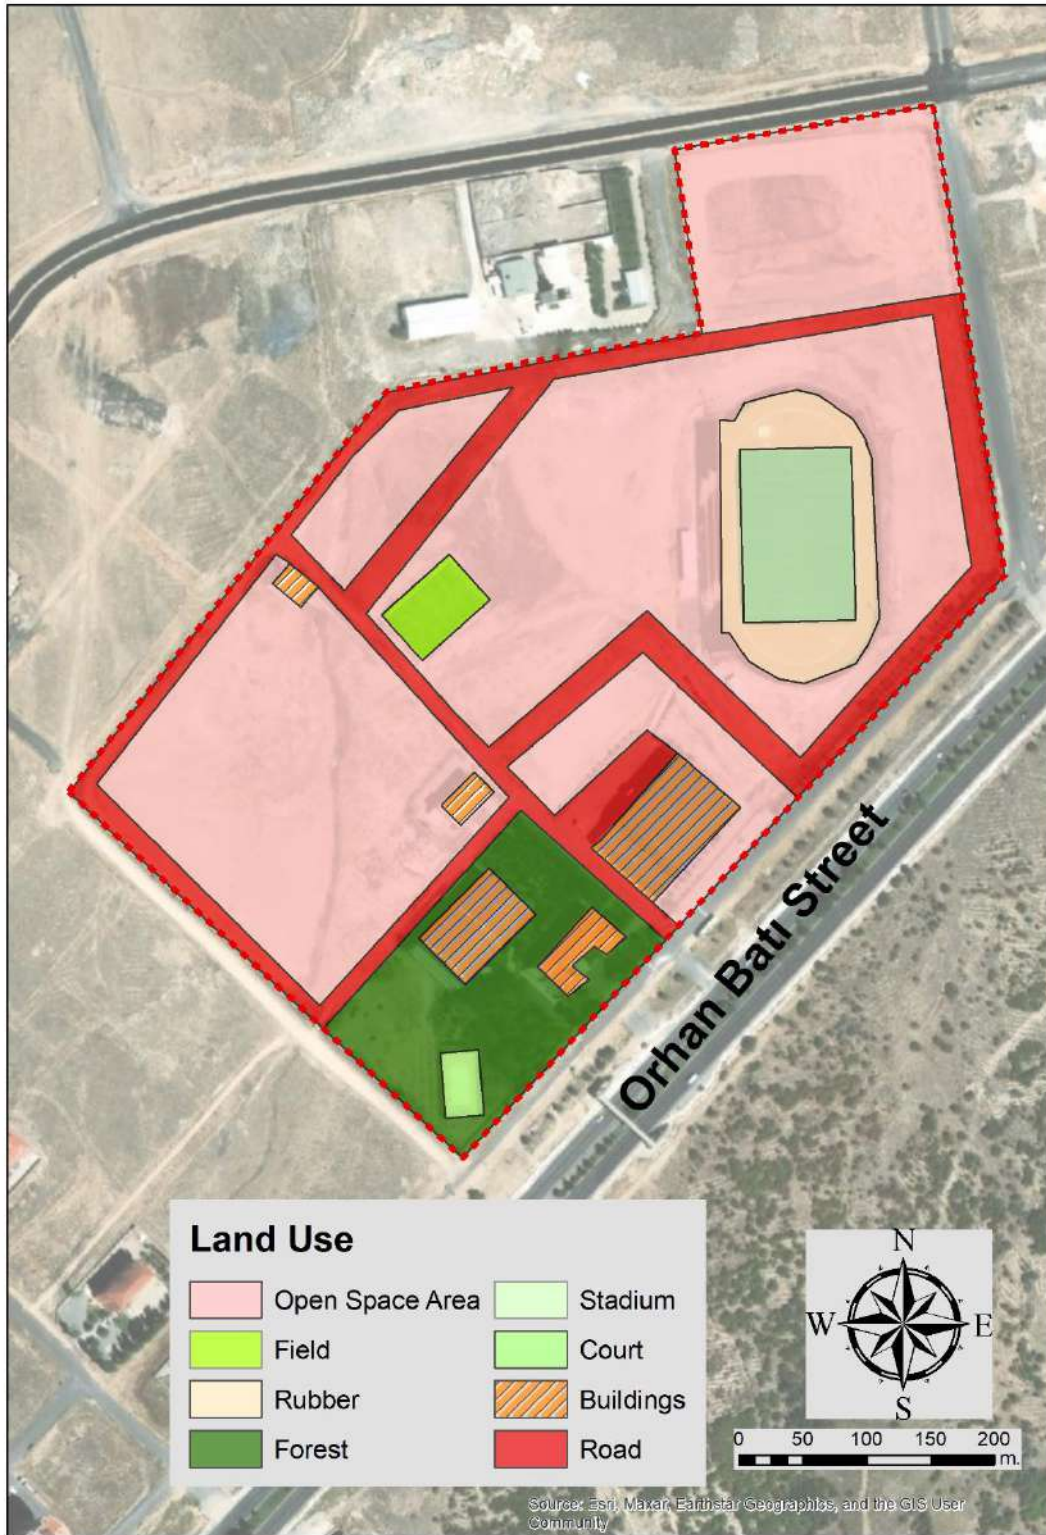 Orhan Batı Street
Land Use
Open Space Area
Field
Rubber
Forest
Stadium
Court
Buildings
Road
N
W E
S
0 50 100 150 200
m.
Source: Esri, Maxar, Earthstar Geographics, and the GIS User
Community